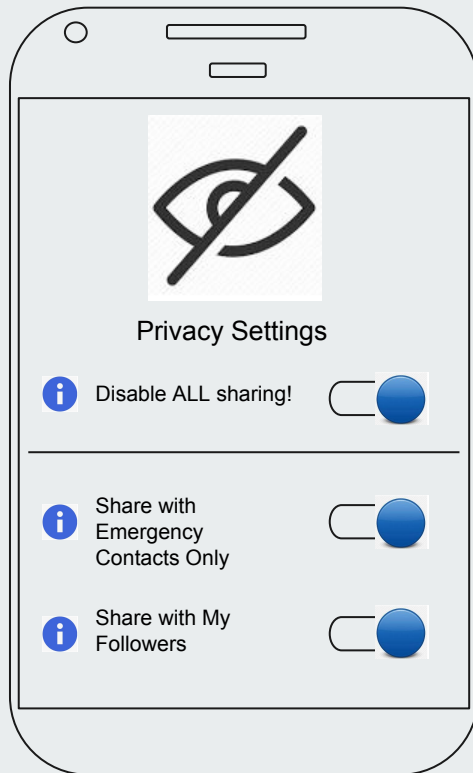 Privacy Settings
Disable ALL sharing!
Share with
Emergency
Contacts Only
Share with My
Followers